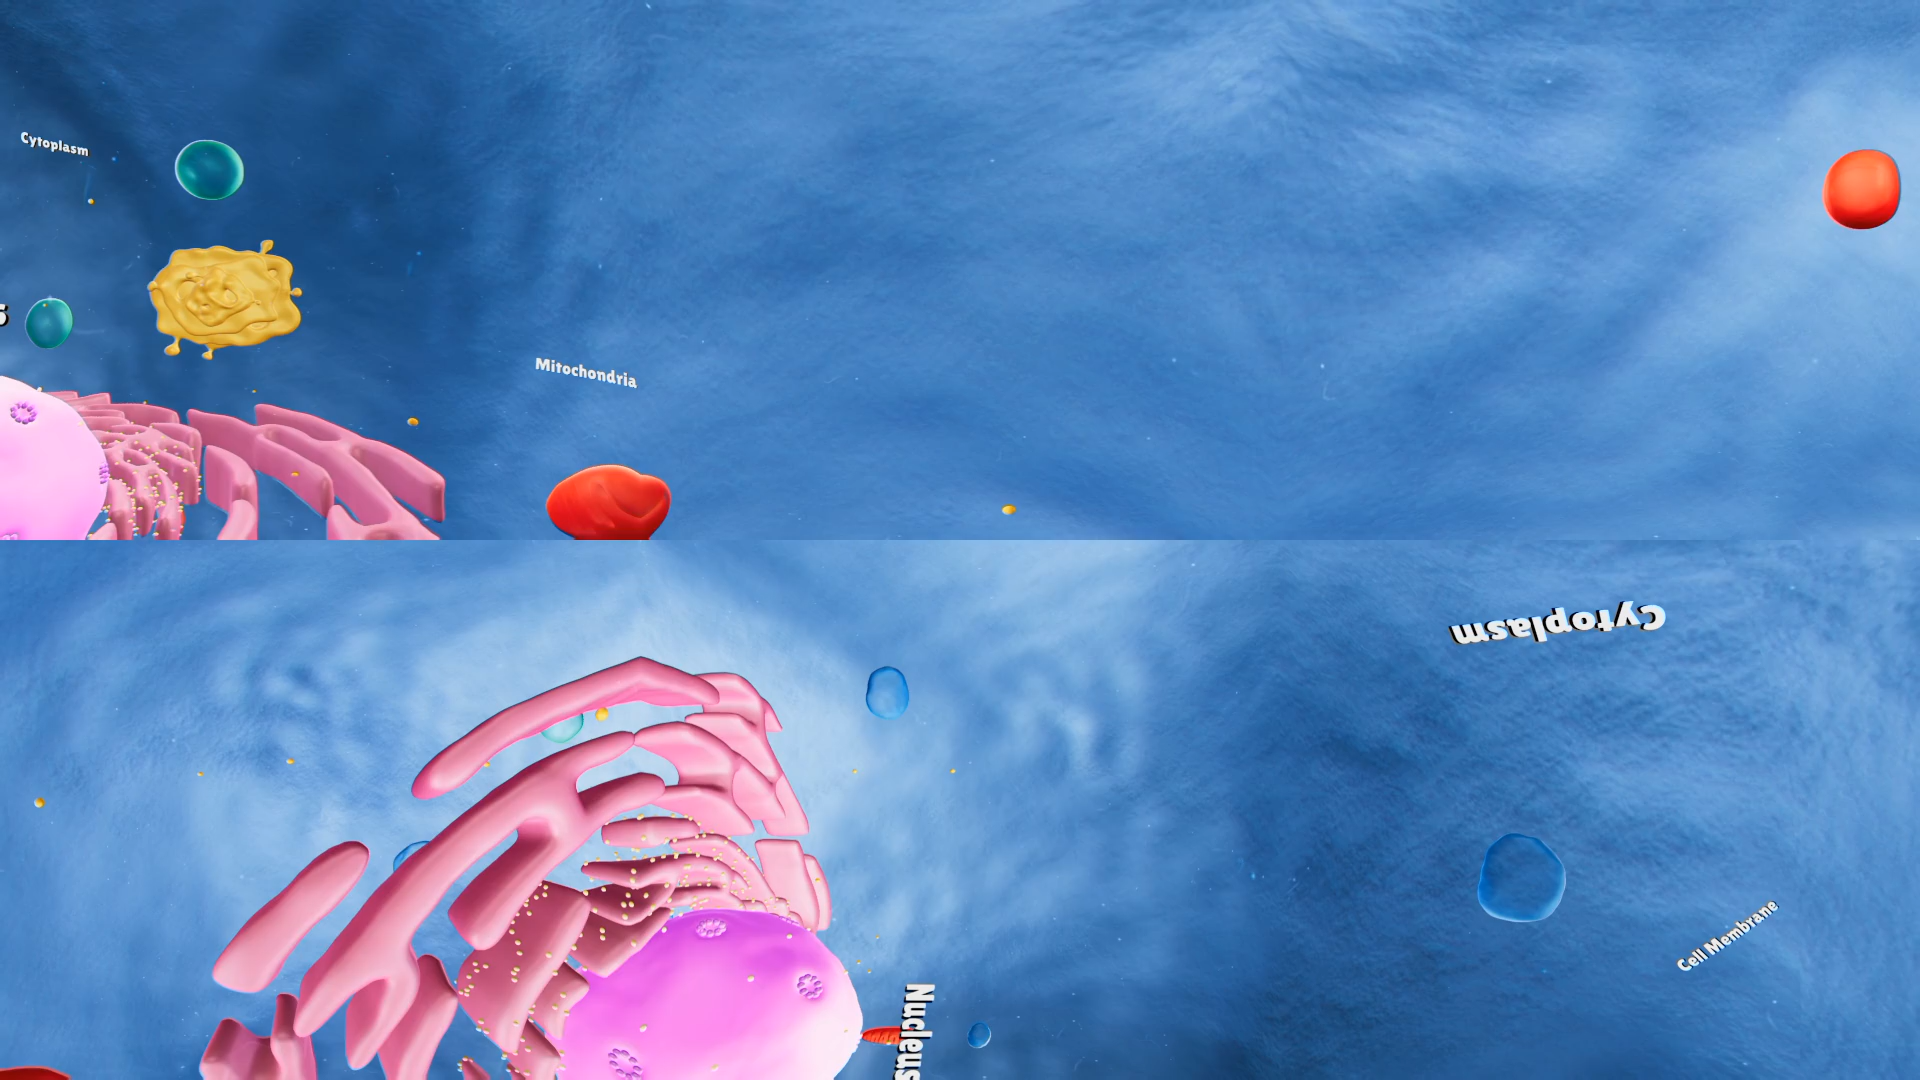 Cytoplasm
Mitochondria
Cytoplasm
Cell Membrane
Nucleus